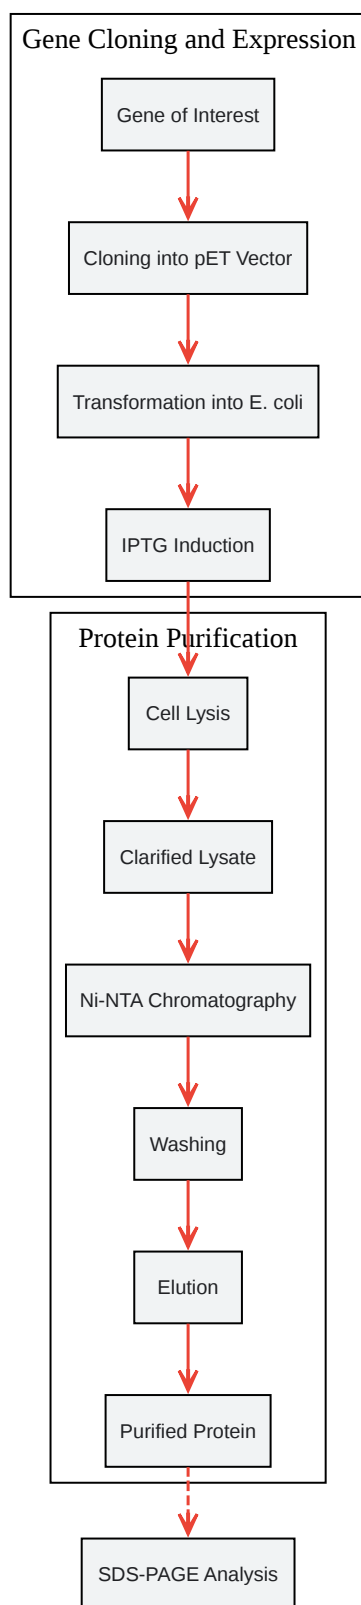 Gene Cloning and Expression
Gene of Interest
Cloning into pET Vector
Transformation into E. coli
IPTG Induction
Protein Purification
Cell Lysis
Clarified Lysate
Ni-NTA Chromatography
Washing
Elution
Purified Protein
SDS-PAGE Analysis